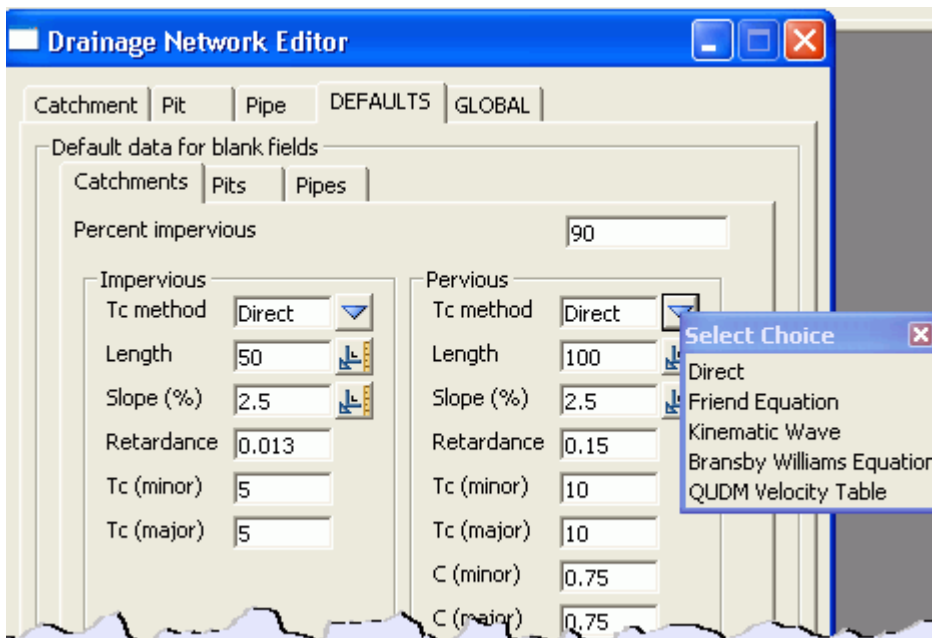 Drainage Network Editor
Catchment Pit Pipe DEFAULTS GLOBAL
Default data for blank fields
Catchments Pits Pipes
Percent impervious 90
Impervious Pervious
Tc method Direct Tc method Direct
Select Choice
Length 50 Length 100
Direct
Slope (%) 2.5 Slope (%) 2.5
Friend Equation
Retardance 0.013 Retardance 0.15
Kinematic Wave
Bransby Williams Equation
Tc (minor) 5 Tc (minor) 10
QUDM Velocity Table
Tc (major) 5 Tc (major) 10
C (minor) 0.75
C (major) 0.75